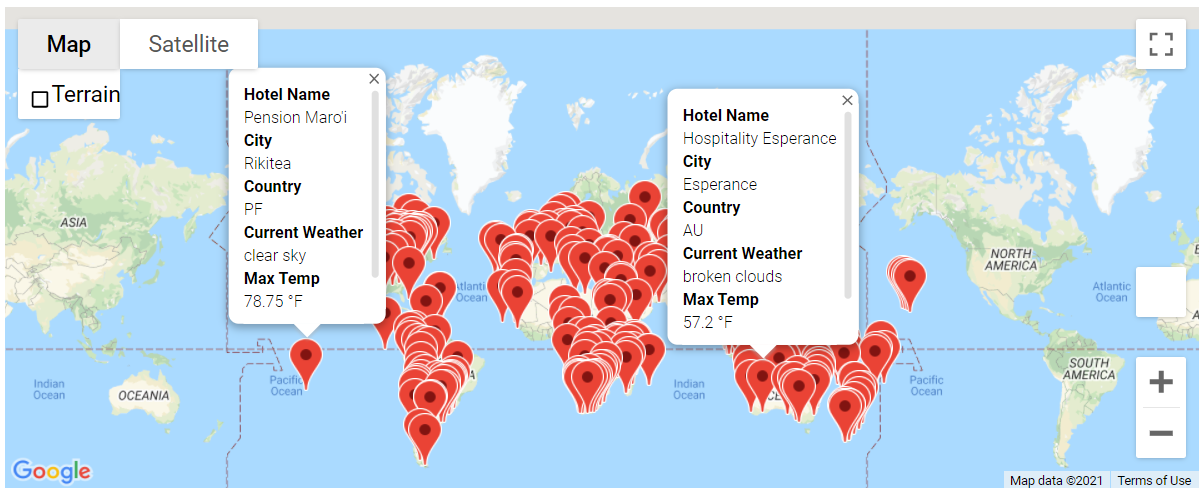 Map
Satellite
Terrain
Hotel Name
Pension Maro'i
City
Rikitea
Country
PF
Current Weather
clear sky
Max Temp
78.75 °F
Hotel Name
Hospitality Esperance
City
Esperance
Country
AU
Current Weather
broken clouds
Max Temp
57.2 °F
ASIA
NORTH
AMERICA
Atlantic
Ocean
Atlantic
Ocean
SOUTH
AMERICA
Indian
Ocean
OCEANIA
Pacific
Ocean
Indian
Ocean
Pacific
Ocean
Google
Map data ©2021
Terms of Use